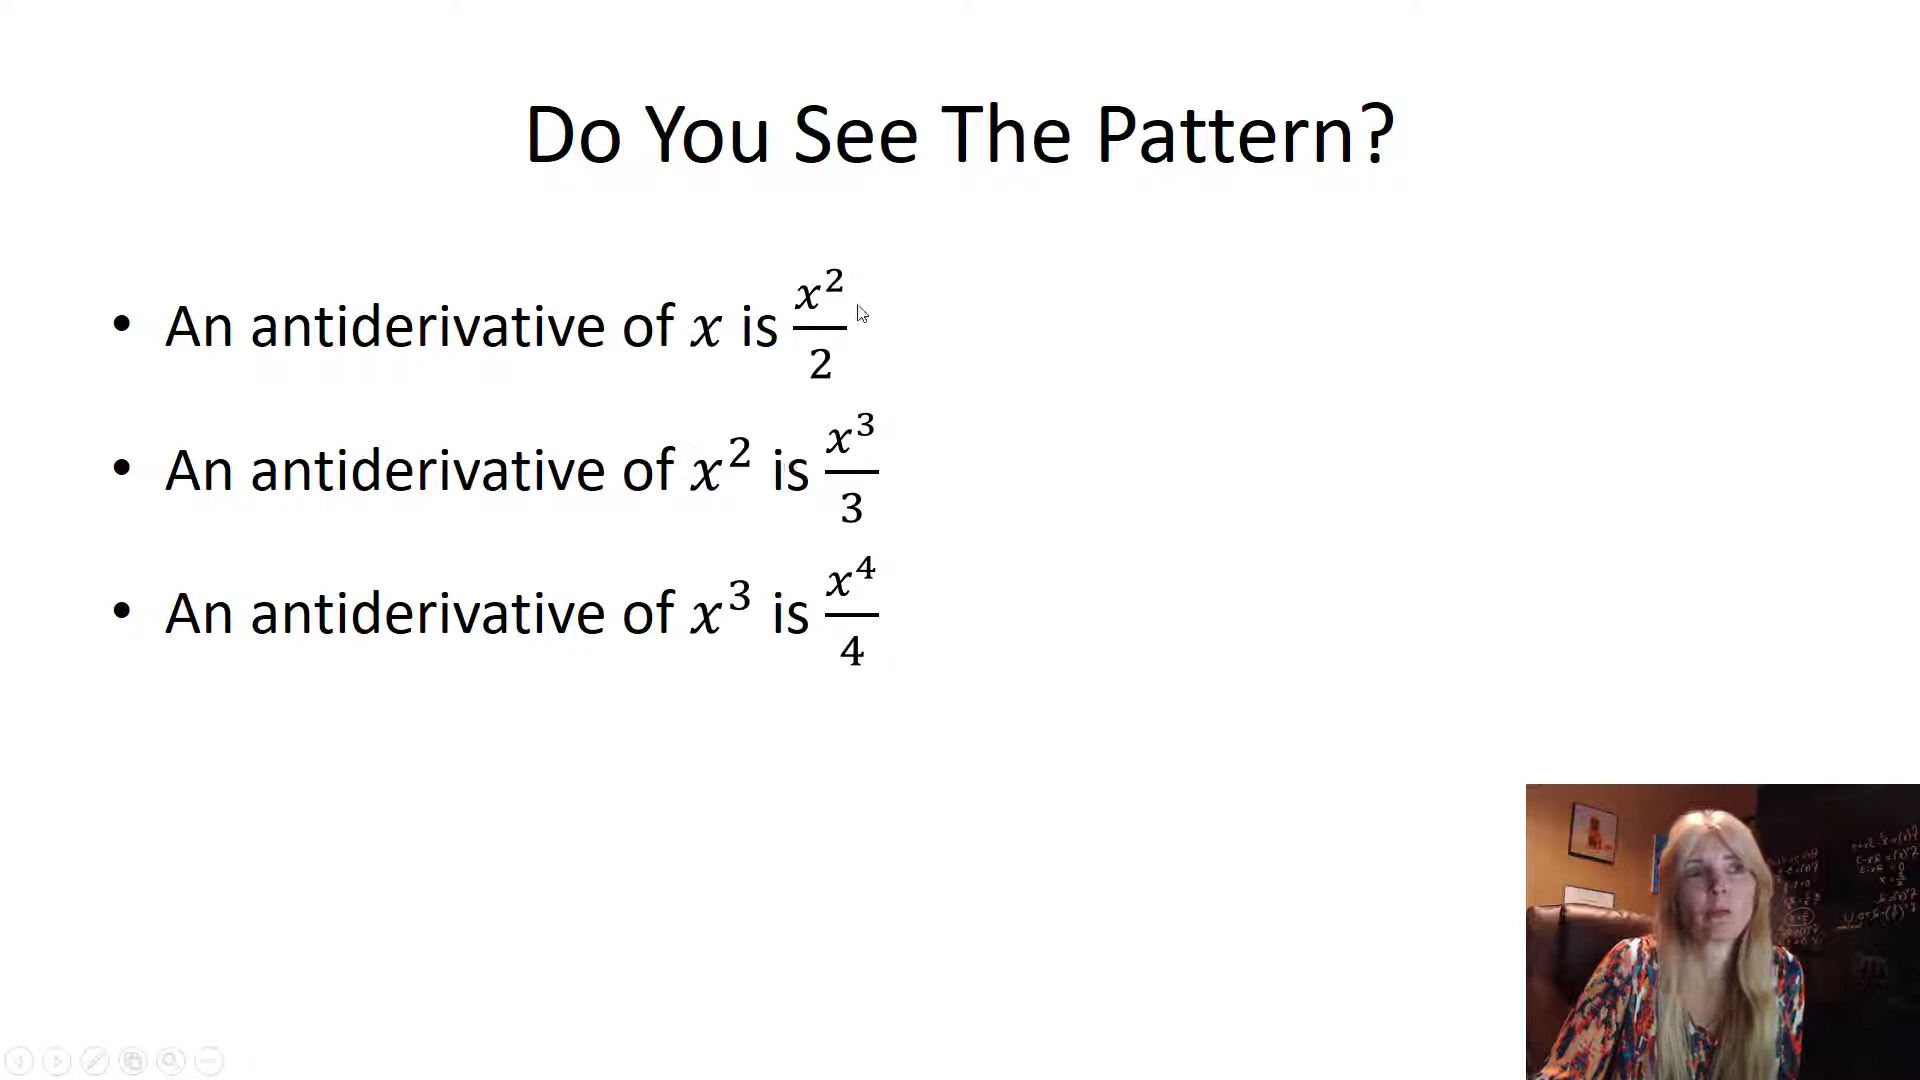 Do You See The Pattern?
• An antiderivative of x is x²/2
• An antiderivative of x² is x³/3
• An antiderivative of x³ is x⁴/4